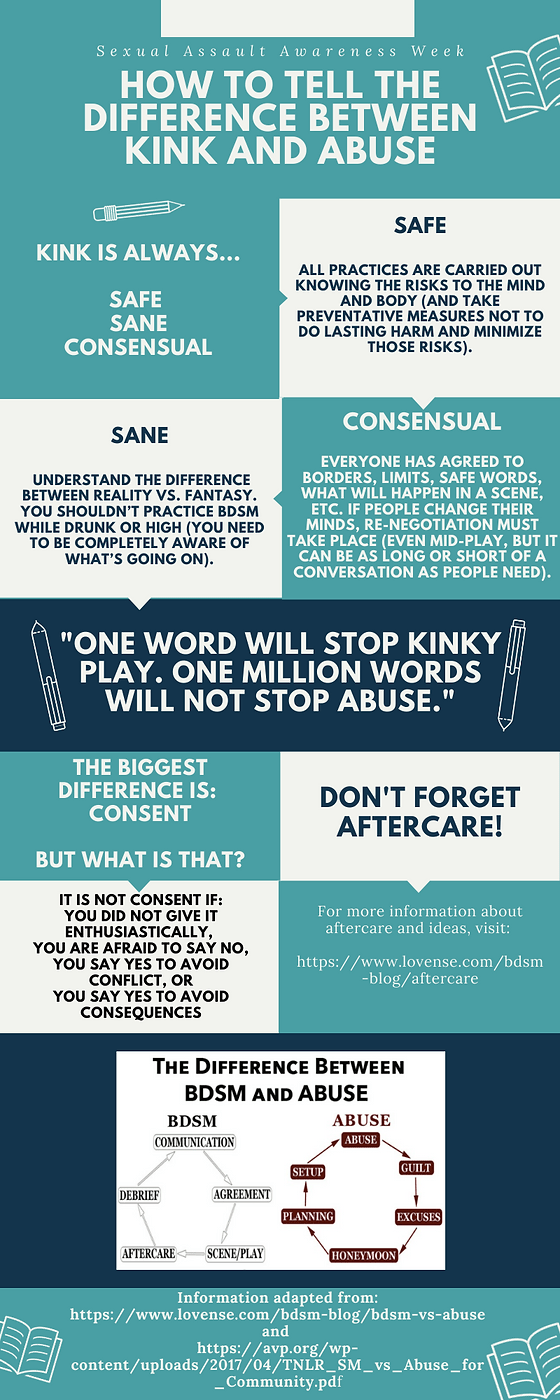 Sexual Assault Awareness Week
HOW TO TELL THE
DIFFERENCE BETWEEN
KINK AND ABUSE
KINK IS ALWAYS...
SAFE
SANE
CONSENSUAL
SAFE
ALL PRACTICES ARE CARRIED OUT
KNOWING THE RISKS TO THE MIND
AND BODY (AND TAKE
PREVENTATIVE MEASURES NOT TO
DO LASTING HARM AND MINIMIZE
THOSE RISKS).
SANE
UNDERSTAND THE DIFFERENCE
BETWEEN REALITY VS. FANTASY.
YOU SHOULDN'T PRACTICE BDSM
WHILE DRUNK OR HIGH (YOU NEED
TO BE COMPLETELY AWARE OF
WHAT'S GOING ON).
CONSENSUAL
EVERYONE HAS AGREED TO
BORDERS, LIMITS, SAFE WORDS,
WHAT WILL HAPPEN IN A SCENE,
ETC. IF PEOPLE CHANGE THEIR
MINDS, RE-NEGOTIATION MUST
TAKE PLACE (EVEN MID-PLAY, BUT IT
CAN BE AS LONG OR SHORT OF A
CONVERSATION AS PEOPLE NEED).
"ONE WORD WILL STOP KINKY
PLAY. ONE MILLION WORDS
WILL NOT STOP ABUSE."
THE BIGGEST
DIFFERENCE IS:
CONSENT
BUT WHAT IS THAT?
IT IS NOT CONSENT IF:
YOU DID NOT GIVE IT
ENTHUSIASTICALLY,
YOU ARE AFRAID TO SAY NO,
YOU SAY YES TO AVOID
CONFLICT, OR
YOU SAY YES TO AVOID
CONSEQUENCES
DON'T FORGET
AFTERCARE!
For more information about
aftercare and ideas, visit:
https://www.lovense.com/bdsm
-blog/aftercare
THE DIFFERENCE BETWEEN
BDSM AND ABUSE
BDSM
COMMUNICATION
AGREEMENT
SCENE/PLAY
AFTERCARE
DEBRIEF
ABUSE
ABUSE
GUILT
EXCUSES
HONEYMOON
PLANNING
SETUP
Information adapted from:
https://www.lovense.com/bdsm-blog/bdsm-vs-abuse
and
https://avp.org/wp-
content/uploads/2017/04/TNLR_SM_vs_Abuse_for
_Community.pdf